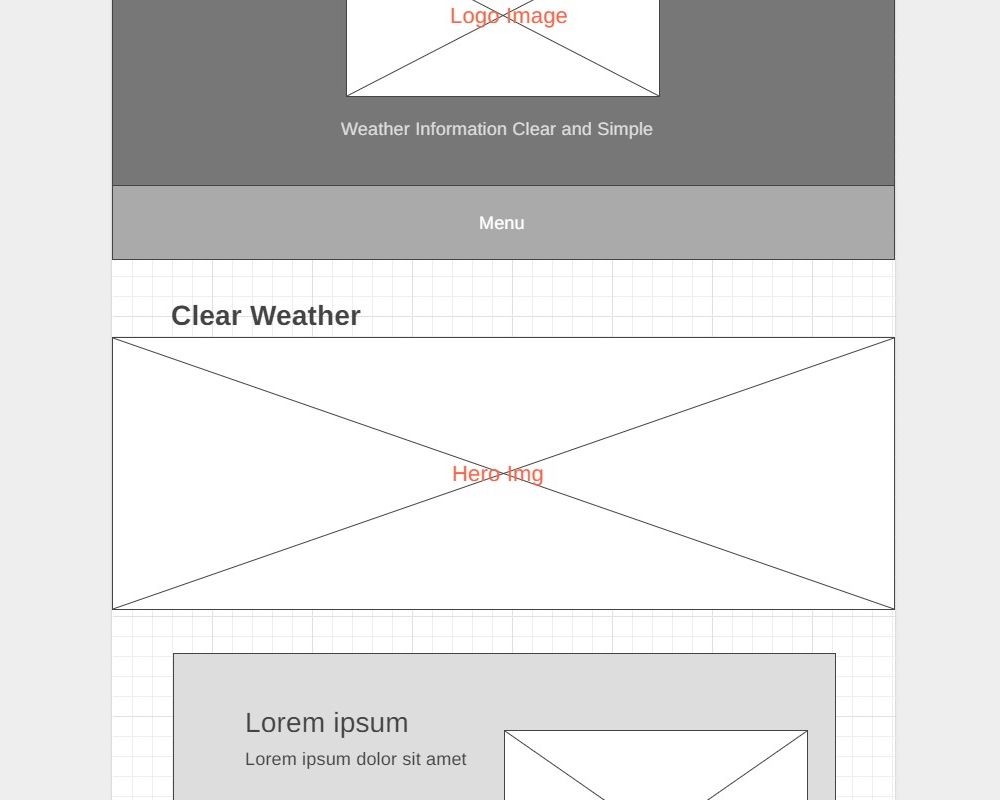 Logo Image
Weather Information Clear and Simple
Menu
Clear Weather
Hero Img
Lorem ipsum
Lorem ipsum dolor sit amet